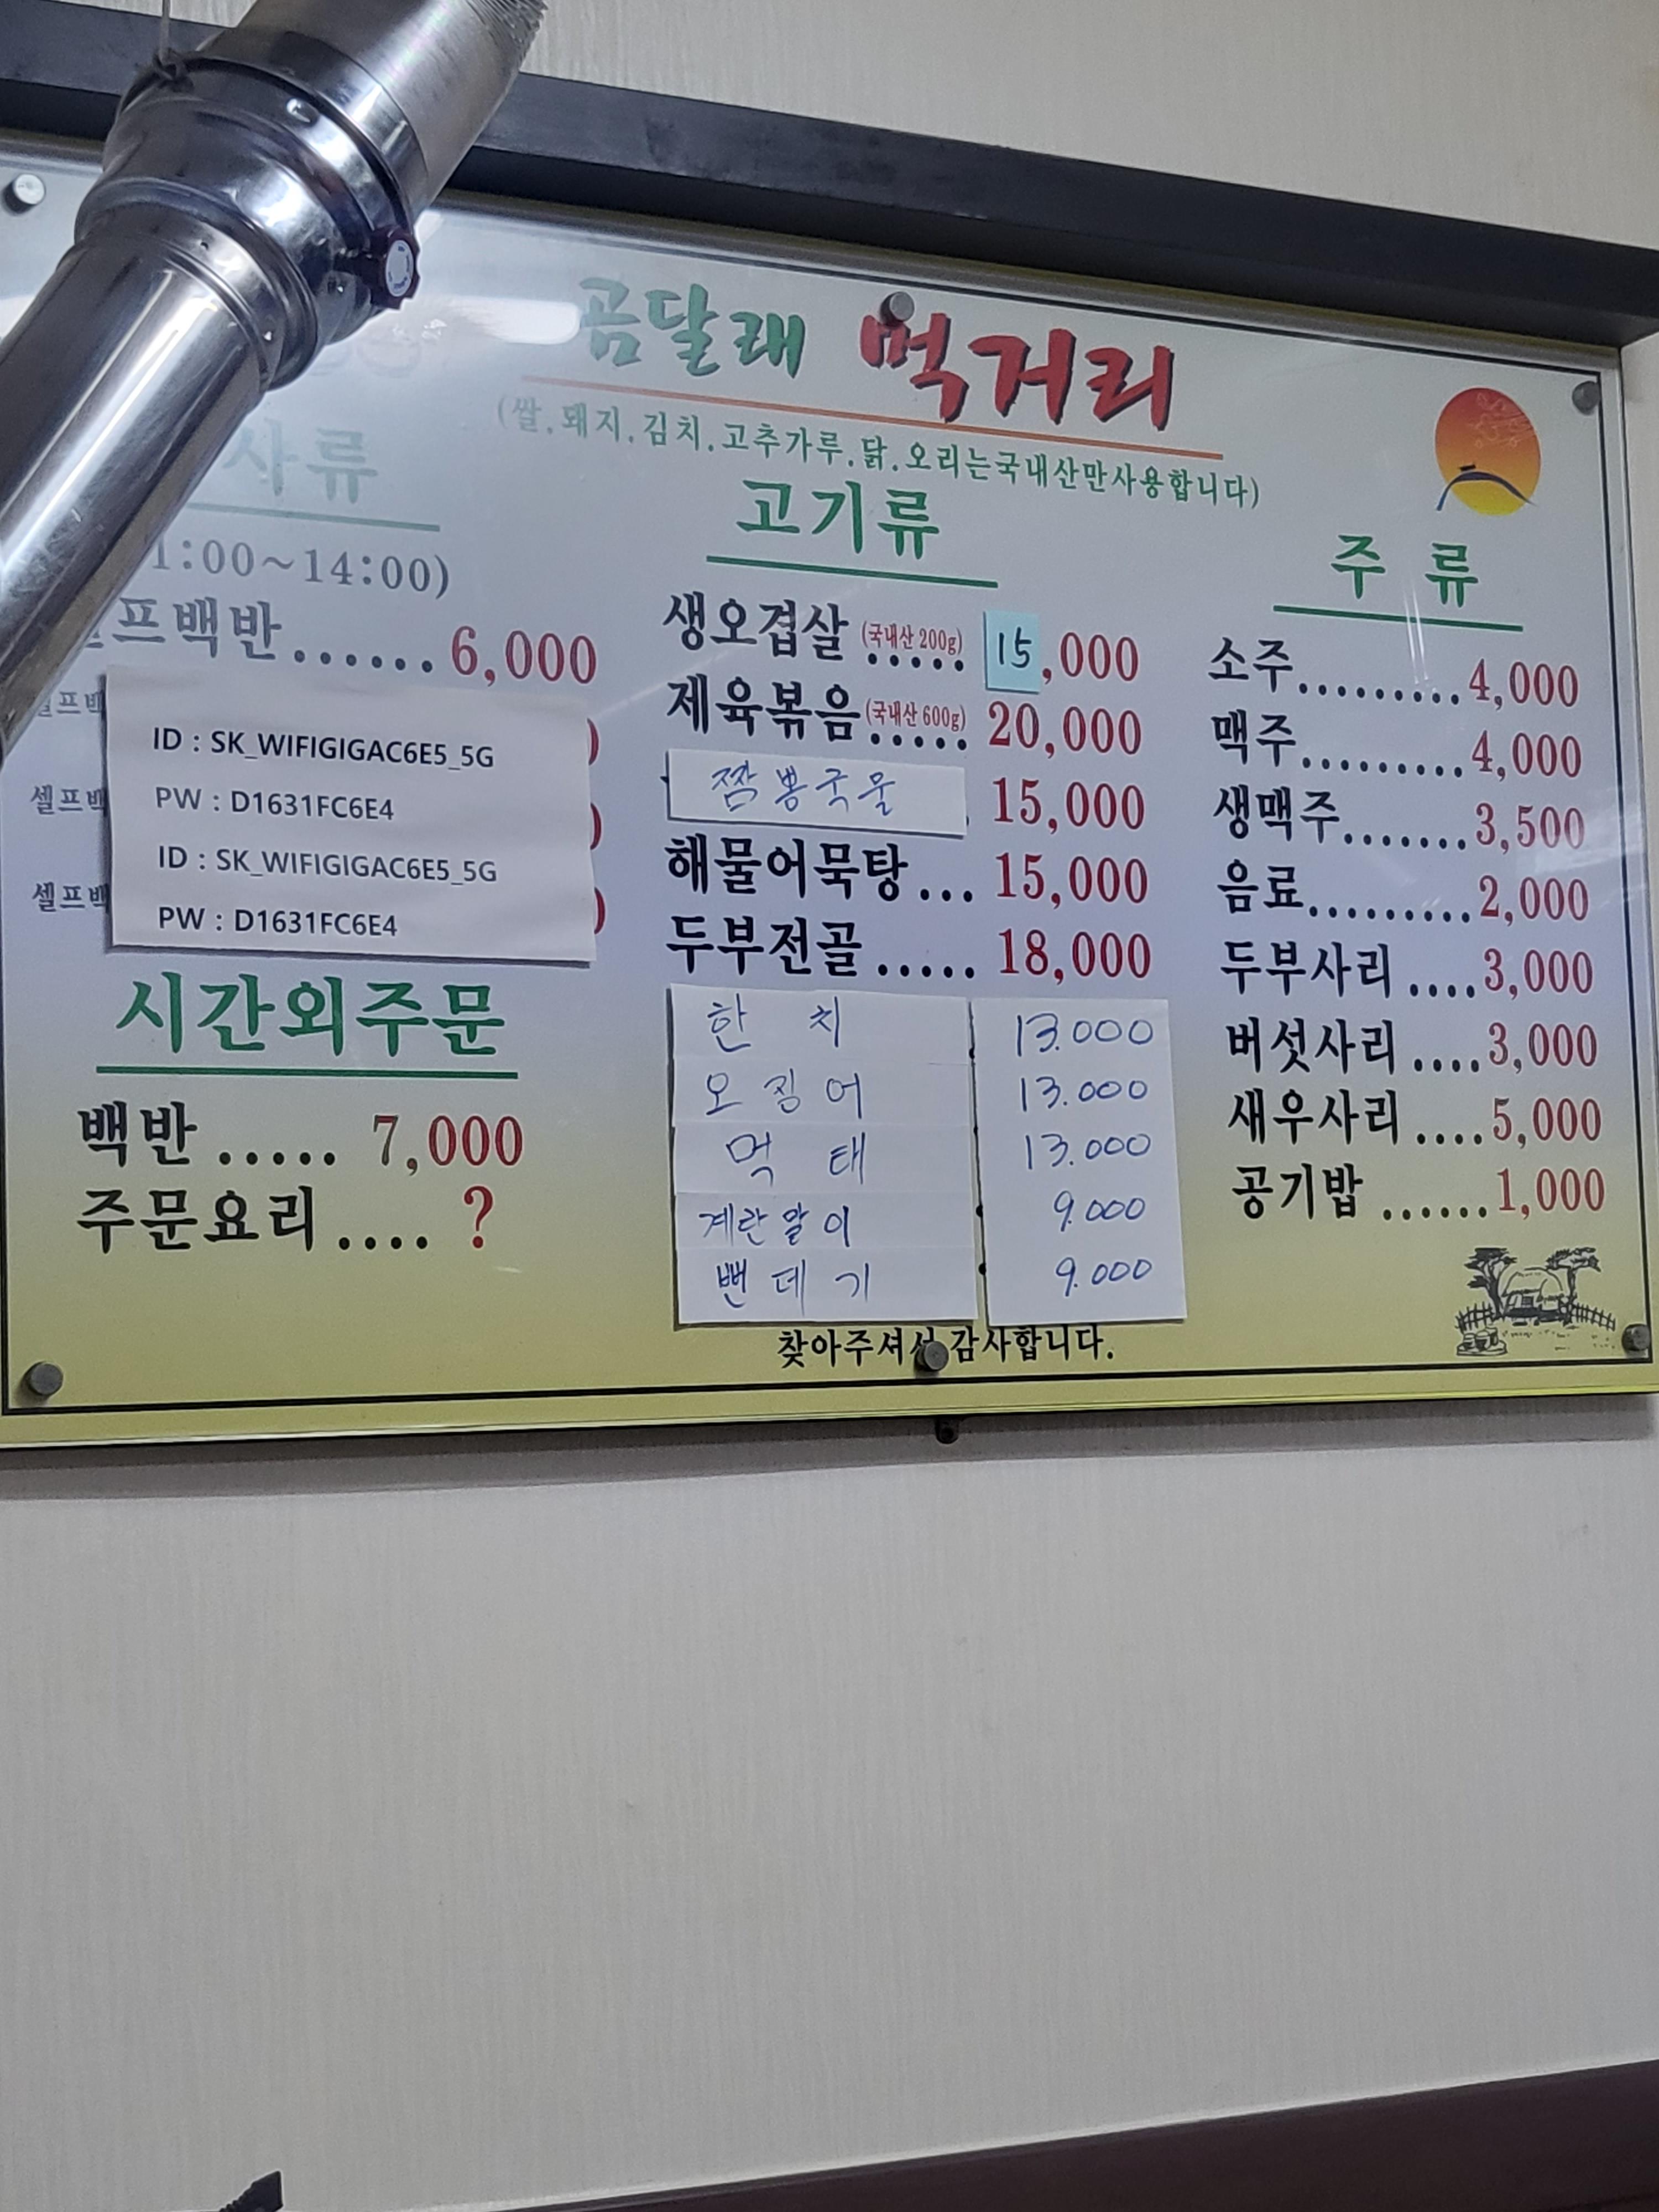 곰달래 먹거리
(쌀.돼지.김치.고추가루.닭.오리는국내산만사용합니다)
사류
1:00~14:00)
프백반...... 6,000
셀프백
셀프백
ID : SK_WIFIGIGAC6E5_5G
PW : D1631FC6E4
ID : SK_WIFIGIGAC6E5_5G
PW : D1631FC6E4
시간외주문
백반 ..... 7,000
주문요리 .... ?
고기류
생오겹살 (국내산 200g) ..... 15,000
제육볶음 (국내산 600g) ..... 20,000
짬뽕국물 15,000
해물어묵탕 ... 15,000
두부전골 ..... 18,000
한 치 13.000
오 징 어 13.000
먹 태 13.000
계란말이 9.000
뻔 데 기 9.000
주 류
소주.........4,000
맥주.........4,000
생맥주.......3,500
음료.........2,000
두부사리 ....3,000
버섯사리 ....3,000
새우사리 ....5,000
공기밥 ......1,000
찾아주셔서 감사합니다.